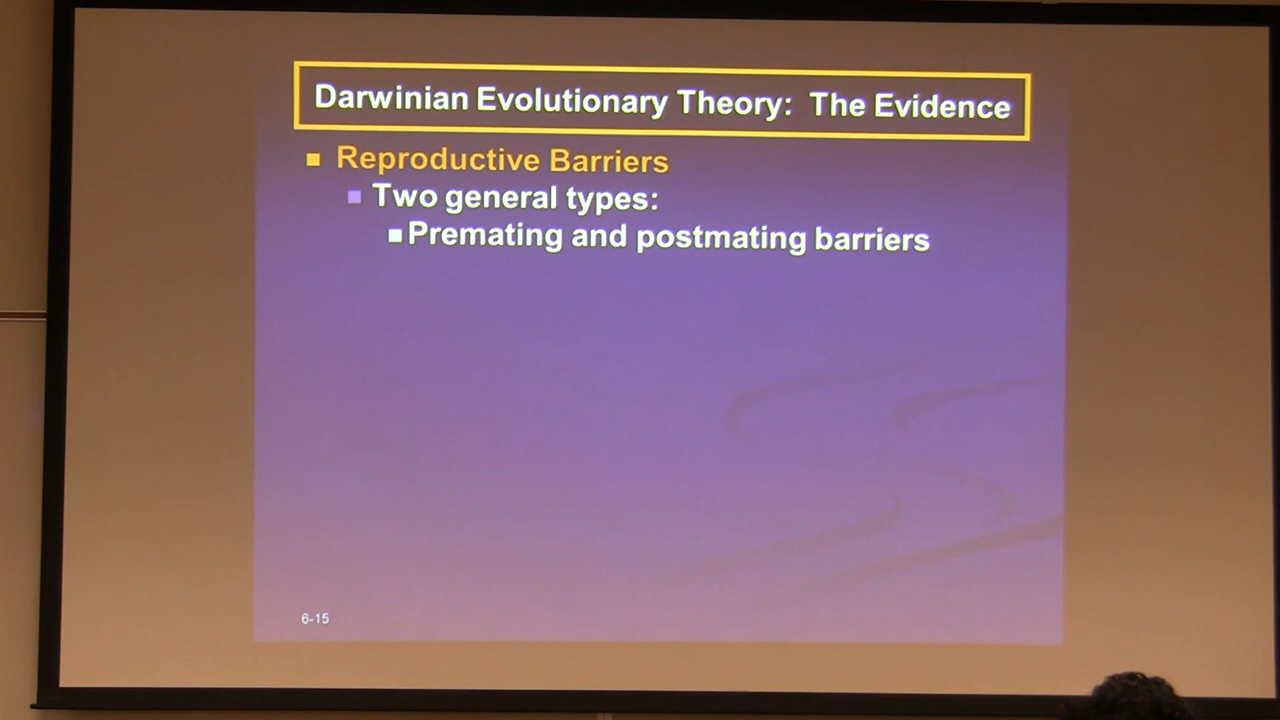 Darwinian Evolutionary Theory: The Evidence
Reproductive Barriers
Two general types:
Premating and postmating barriers
6-15